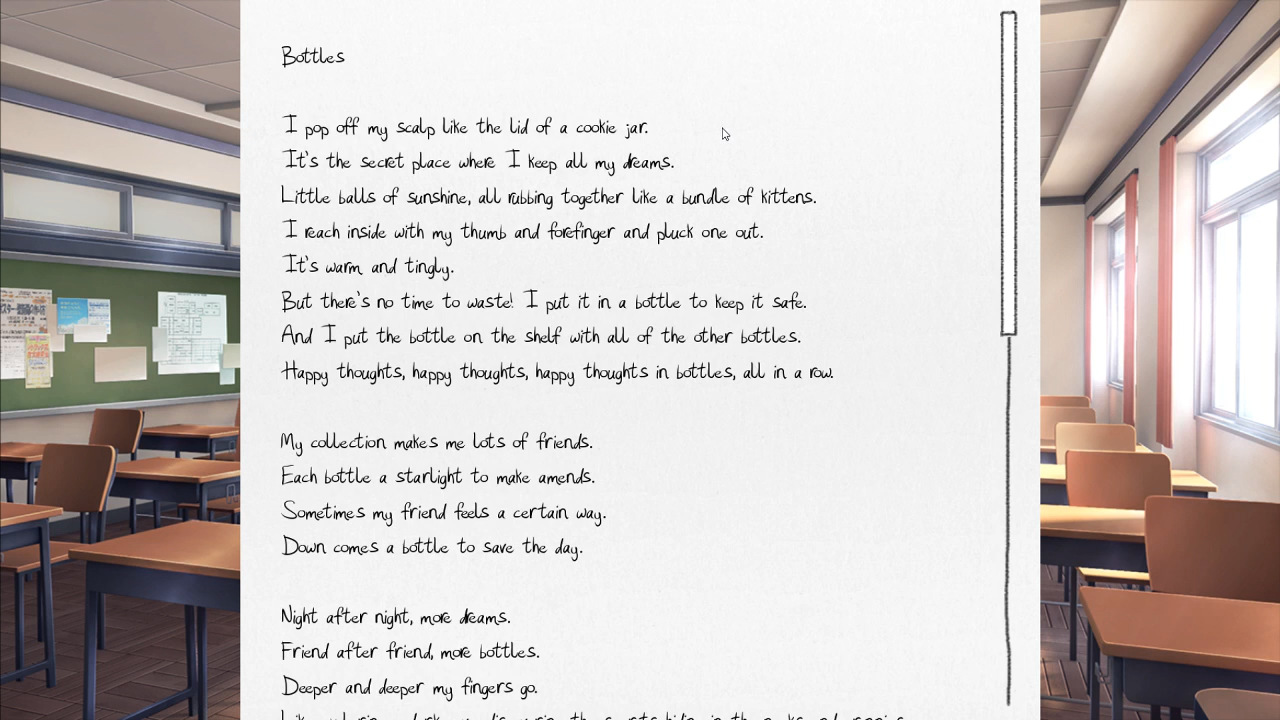 Bottles
I pop off my scalp like the lid of a cookie jar.
It's the secret place where I keep all my dreams.
Little balls of sunshine, all rubbing together like a bundle of kittens.
I reach inside with my thumb and forefinger and pluck one out.
It's warm and tingly.
But there's no time to waste! I put it in a bottle to keep it safe.
And I put the bottle on the shelf with all of the other bottles.
Happy thoughts, happy thoughts, happy thoughts in bottles, all in a row.
My collection makes me lots of friends.
Each bottle a starlight to make amends.
Sometimes my friend feels a certain way.
Down comes a bottle to save the day.
Night after night, more dreams.
Friend after friend, more bottles.
Deeper and deeper my fingers go.